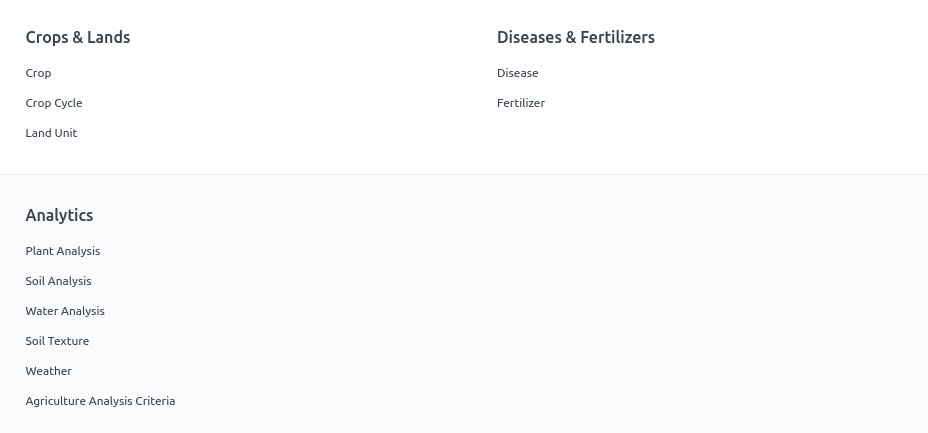 Crops & Lands
Crop
Crop Cycle
Land Unit
Diseases & Fertilizers
Disease
Fertilizer
Analytics
Plant Analysis
Soil Analysis
Water Analysis
Soil Texture
Weather
Agriculture Analysis Criteria